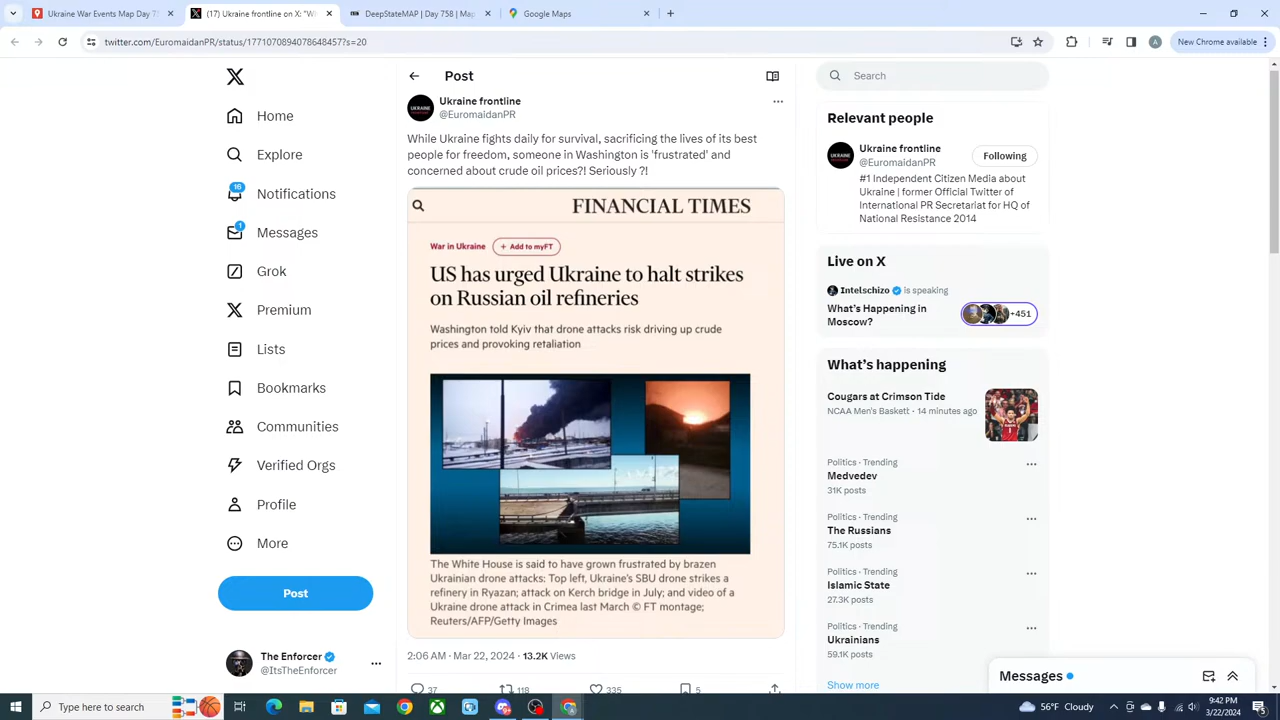 Ukraine War Events Map Day 7
(17) Ukraine frontline on X: "W
DeepStateMAP | Day 758 | Map
Google Maps
twitter.com/EuromaidanPR/status/1771070894078648457?s=20
A
New Chrome available
Home
Explore
16
Notifications
1
Messages
Grok
Premium
Lists
Bookmarks
Communities
Verified Orgs
Profile
More
Post
The Enforcer
@ItsTheEnforcer
Post
Ukraine frontline
@EuromaidanPR
While Ukraine fights daily for survival, sacrificing the lives of its best
people for freedom, someone in Washington is 'frustrated' and
concerned about crude oil prices?! Seriously ?!
FINANCIAL TIMES
War in Ukraine
+ Add to myFT
US has urged Ukraine to halt strikes
on Russian oil refineries
Washington told Kyiv that drone attacks risk driving up crude
prices and provoking retaliation
The White House is said to have grown frustrated by brazen
Ukrainian drone attacks: Top left, Ukraine's SBU drone strikes a
refinery in Ryazan; attack on Kerch bridge in July; and video of a
Ukraine drone attack in Crimea last March © FT montage;
Reuters/AFP/Getty Images
2:06 AM · Mar 22, 2024 · 13.2K Views
37
118
335
5
Search
Relevant people
Ukraine frontline
@EuromaidanPR
Following
#1 Independent Citizen Media about
Ukraine | former Official Twitter of
International PR Secretariat for HQ of
National Resistance 2014
Live on X
Intelschizo is speaking
What's Happening in
Moscow?
+451
What's happening
Cougars at Crimson Tide
NCAA Men's Basketball · 14 minutes ago
Politics · Trending
Medvedev
31K posts
Politics · Trending
The Russians
75.1K posts
Politics · Trending
Islamic State
27.3K posts
Politics · Trending
Ukrainians
59.1K posts
Show more
Messages
Type here to search
56°F Cloudy
9:42 PM
3/22/2024